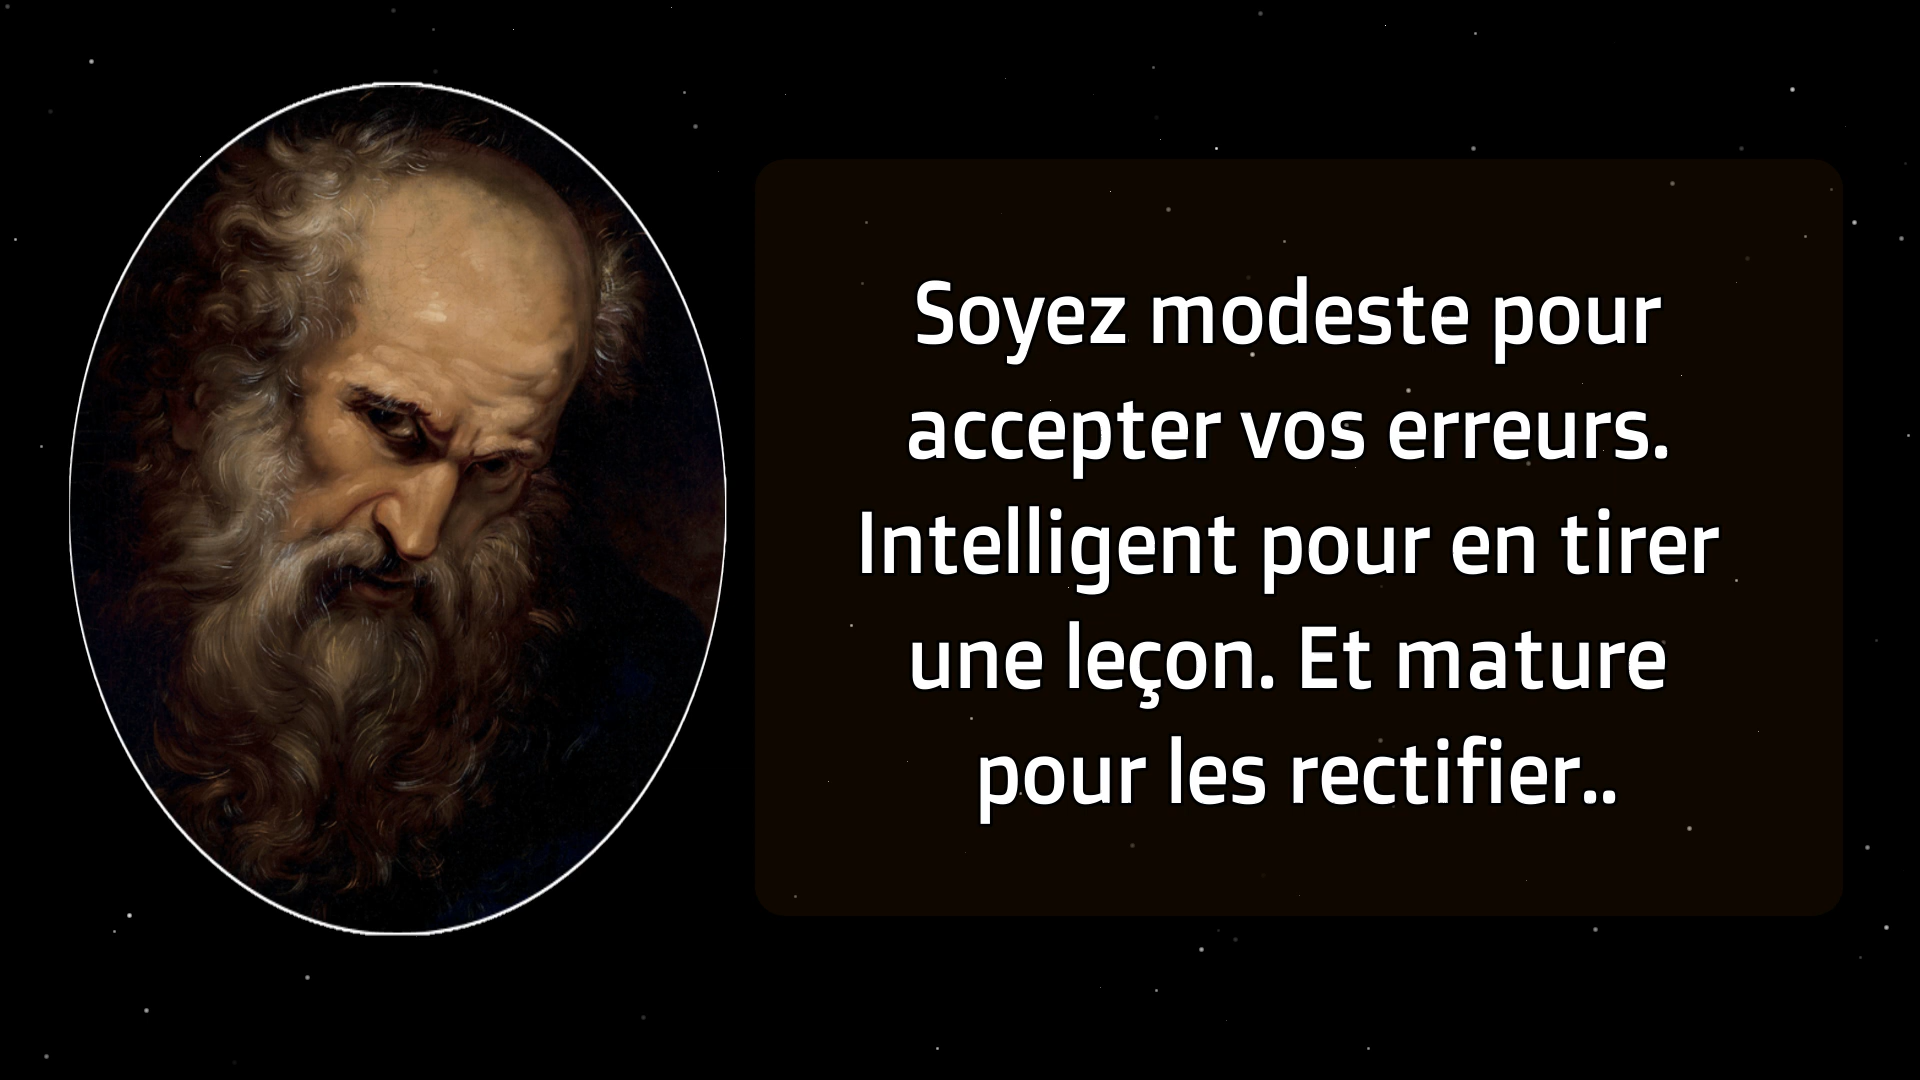 Soyez modeste pour
accepter vos erreurs.
Intelligent pour en tirer
une leçon. Et mature
pour les rectifier..